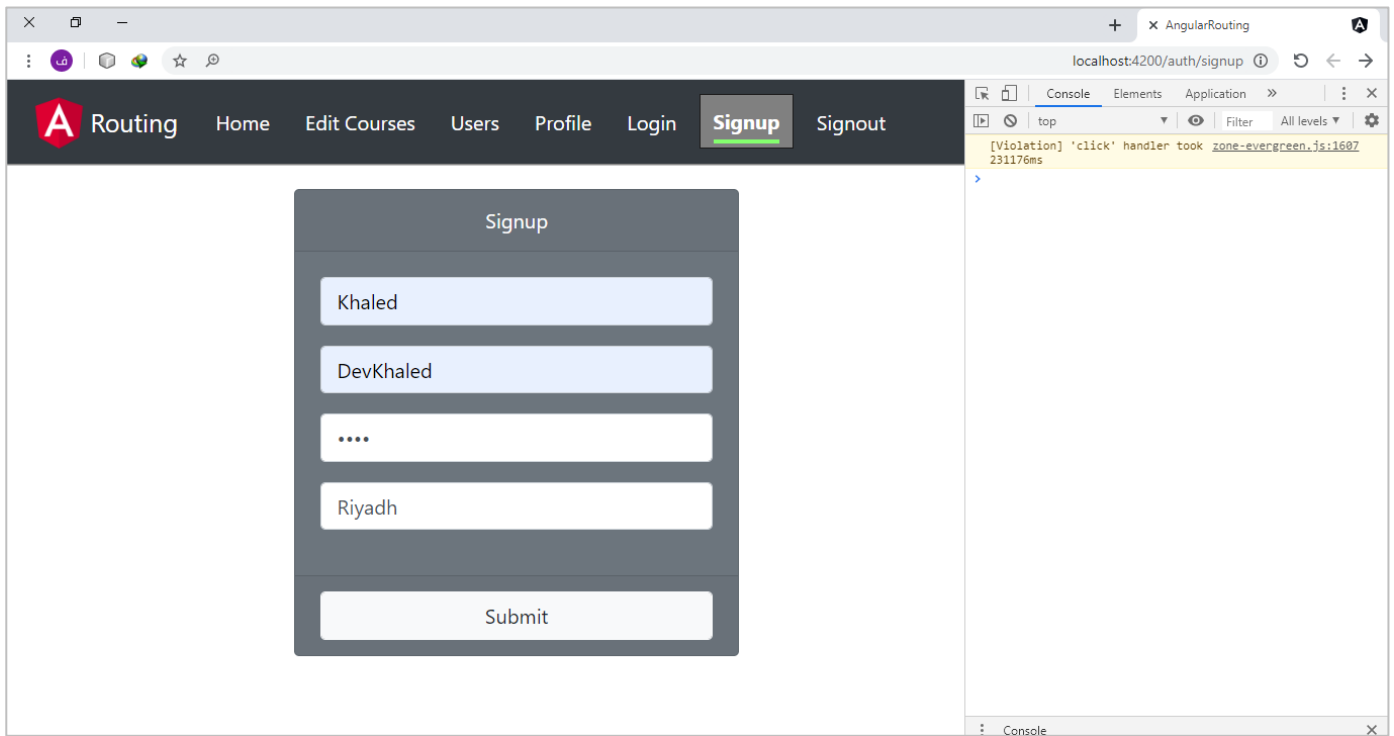 AngularRouting
ف
localhost:4200/auth/signup
Routing Home Edit Courses Users Profile Login Signup Signout
Signup
Khaled
DevKhaled
••••
Riyadh
Submit
Console Elements Application
top Filter All levels
[Violation] 'click' handler took zone-evergreen.js:1607
231176ms
Console